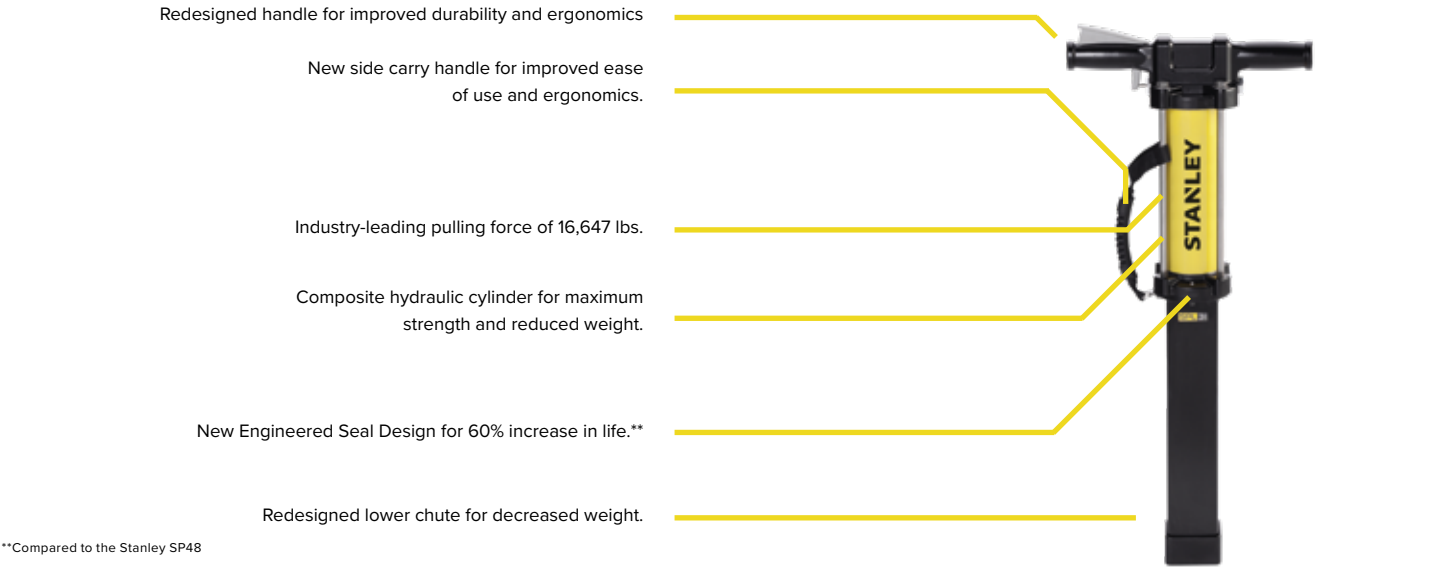 Redesigned handle for improved durability and ergonomics
New side carry handle for improved ease
of use and ergonomics.
Industry-leading pulling force of 16,647 lbs.
Composite hydraulic cylinder for maximum
strength and reduced weight.
New Engineered Seal Design for 60% increase in life.**
Redesigned lower chute for decreased weight.
**Compared to the Stanley SP48
STANLEY